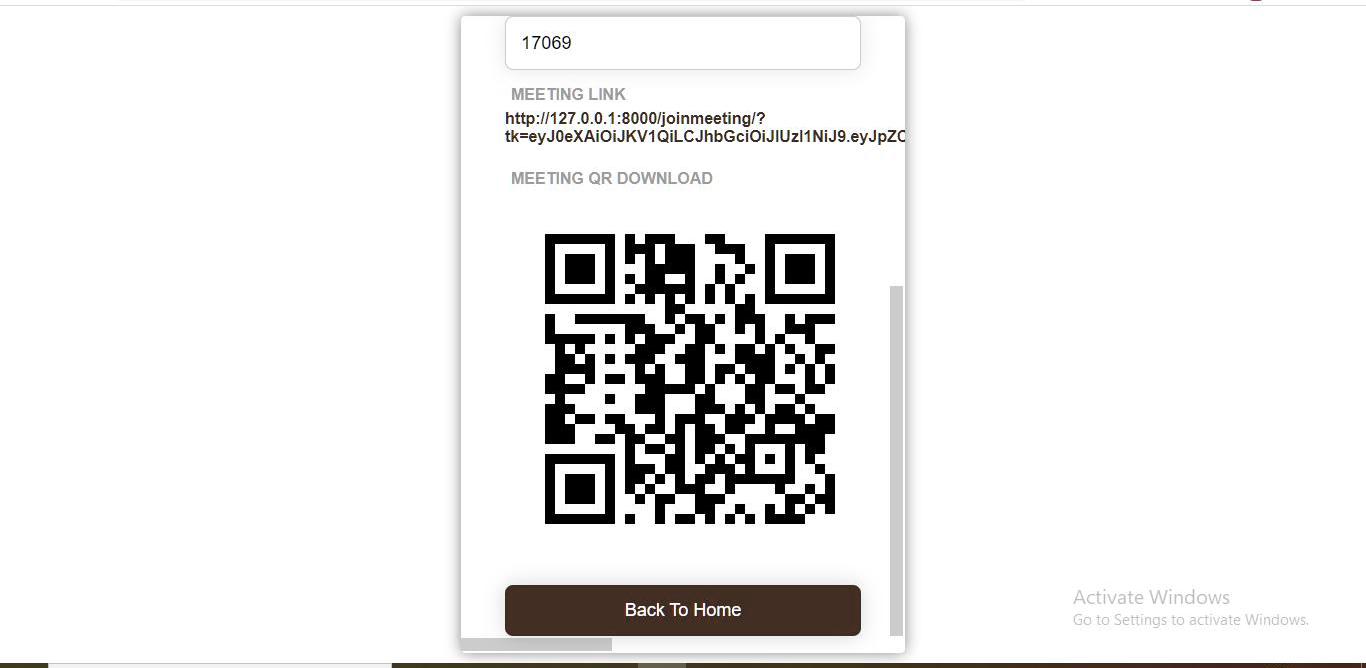 17069
MEETING LINK
http://127.0.0.1:8000/joinmeeting/?
tk=eyJ0eXAiOiJKV1QiLCJhbGciOiJIUzI1NiJ9.eyJpZC
MEETING QR DOWNLOAD
Back To Home
Activate Windows
Go to Settings to activate Windows.